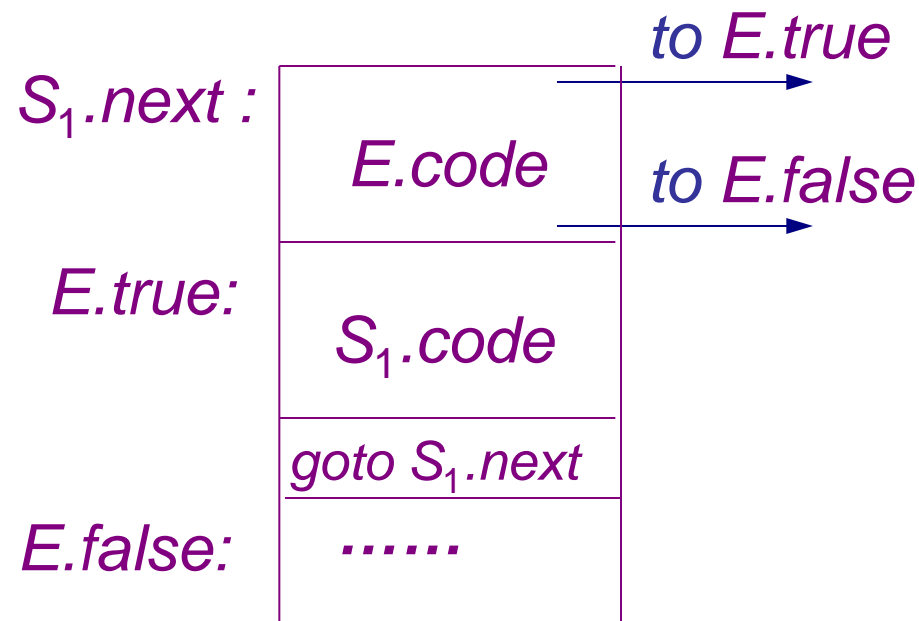 to E.true
S₁.next :
E.code
to E.false
E.true:
S₁.code
goto S₁.next
E.false:
......